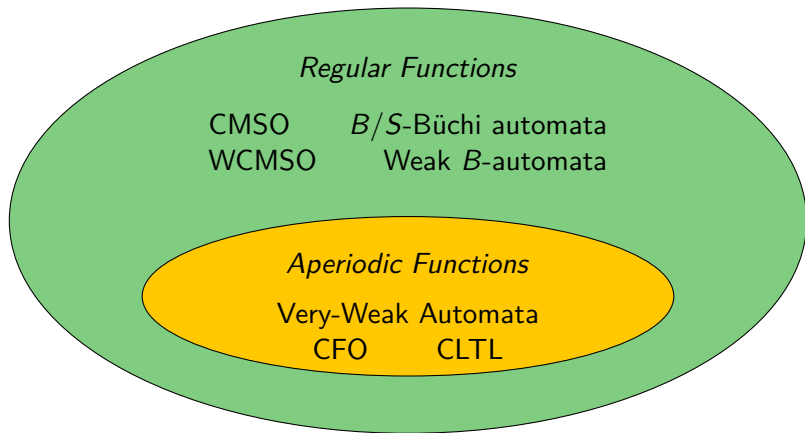 Regular Functions
CMSO B/S-Büchi automata
WCMSO Weak B-automata
Aperiodic Functions
Very-Weak Automata
CFO CLTL